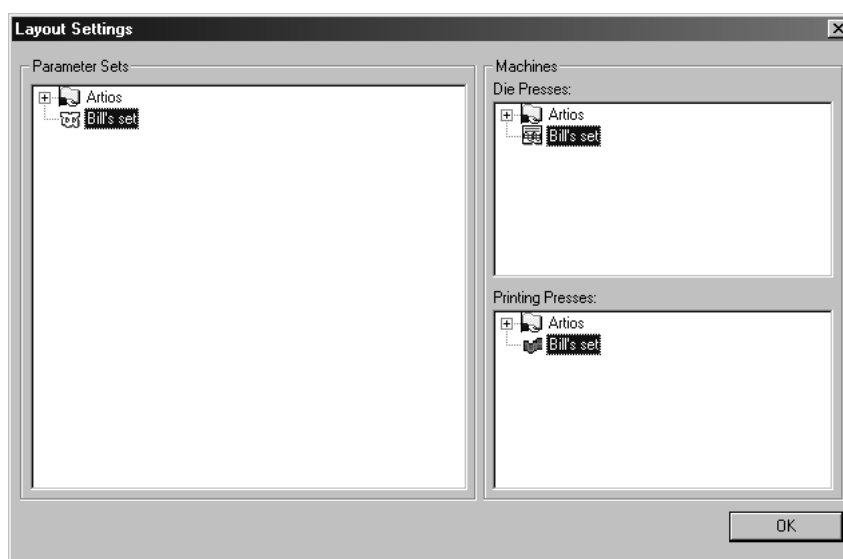 Layout Settings
Parameter Sets
Artios
Bill's set
Machines
Die Presses:
Artios
Bill's set
Printing Presses:
Artios
Bill's set
OK